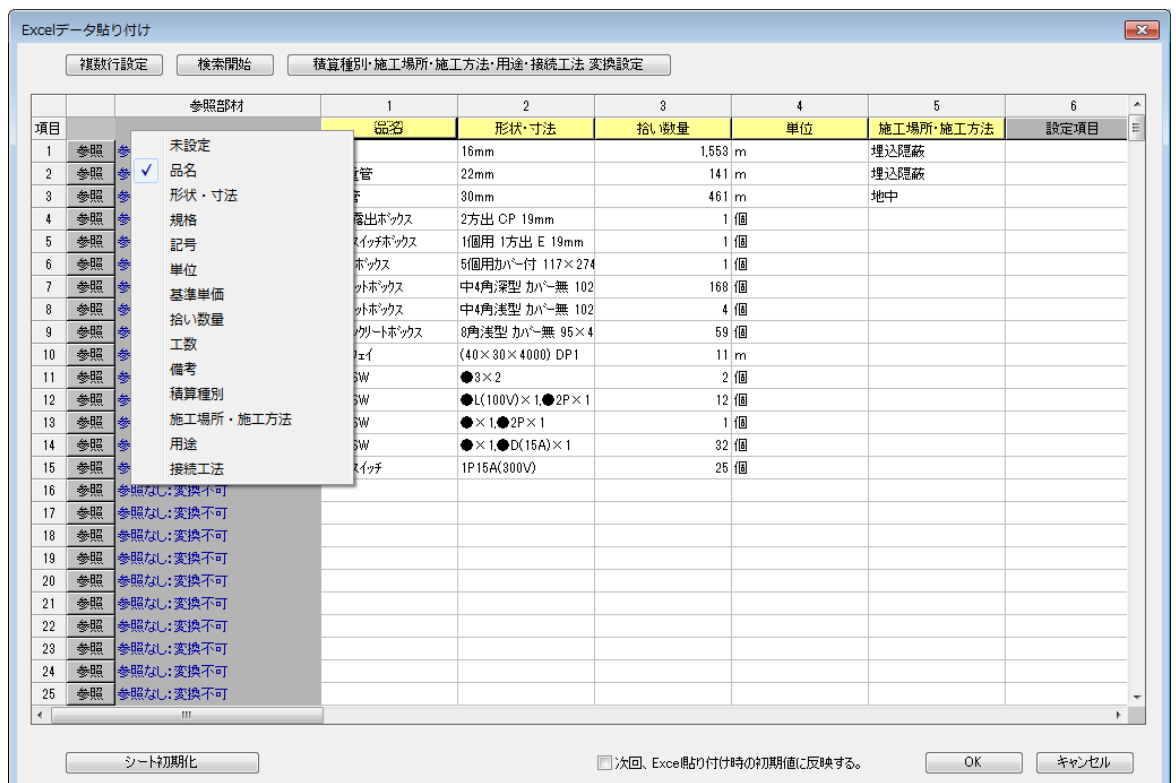 Excelデータ貼り付け
複数行設定 検索開始 積算種別・施工場所・施工方法・用途・接続工法 変換設定
参照部材 1 2 3 4 5 6
項目 品名 形状・寸法 拾い数量 単位 施工場所・施工方法 設定項目
未設定
品名
形状・寸法
規格
記号
単位
基準単価
拾い数量
工数
備考
積算種別
施工場所・施工方法
用途
接続工法
1 参照 参 16mm 1,553 m 埋込隠蔽
2 参照 参 重管 22mm 141 m 埋込隠蔽
3 参照 参 管 30mm 461 m 地中
4 参照 参 露出ボックス 2方出 CP 19mm 1 個
5 参照 参 スイッチボックス 1個用 1方出 E 19mm 1 個
6 参照 参 ボックス 5個用カバー付 117×274 1 個
7 参照 参 ットボックス 中4角深型 カバー無 102 168 個
8 参照 参 ットボックス 中4角浅型 カバー無 102 4 個
9 参照 参 ンクリートボックス 8角浅型 カバー無 95×4 59 個
10 参照 参 ウェイ (40×30×4000) DP1 11 m
11 参照 参 SW ●3×2 2 個
12 参照 参 SW ●L(100V)×1,●2P×1 12 個
13 参照 参 SW ●×1,●2P×1 1 個
14 参照 参 SW ●×1,●D(15A)×1 32 個
15 参照 参 スイッチ 1P15A(300V) 25 個
16 参照 参照なし:変換不可
17 参照 参照なし:変換不可
18 参照 参照なし:変換不可
19 参照 参照なし:変換不可
20 参照 参照なし:変換不可
21 参照 参照なし:変換不可
22 参照 参照なし:変換不可
23 参照 参照なし:変換不可
24 参照 参照なし:変換不可
25 参照 参照なし:変換不可
シート初期化 次回、Excel貼り付け時の初期値に反映する。 OK キャンセル